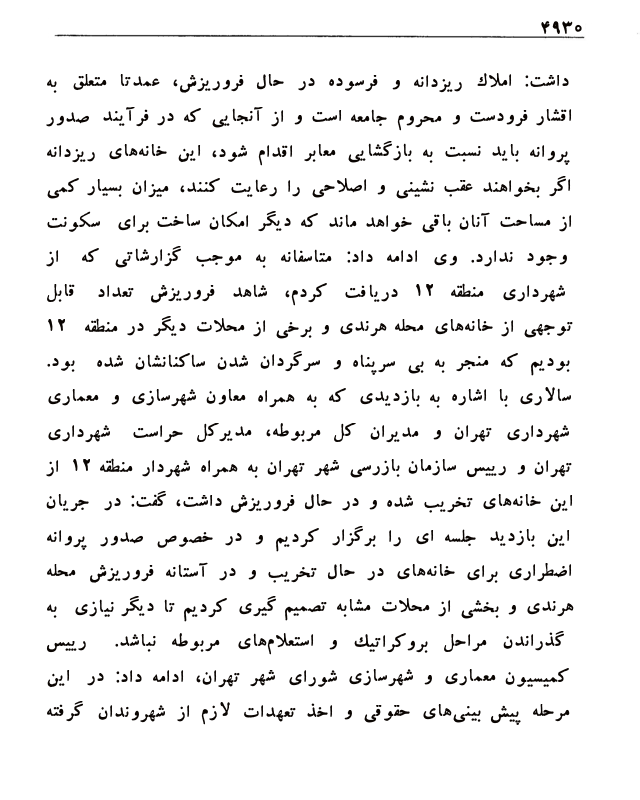 ۴۹۳۰
داشت: املاك ریزدانه و فرسوده در حال فروریزش، عمدتا متعلق به
اقشار فرودست و محروم جامعه است و از آنجایی که در فرآیند صدور
پروانه باید نسبت به بازگشایی معابر اقدام شود، این خانه‌های ریزدانه
اگر بخواهند عقب نشینی و اصلاحی را رعایت کنند، میزان بسیار کمی
از مساحت آنان باقی خواهد ماند که دیگر امکان ساخت برای سکونت
وجود ندارد. وی ادامه داد: متاسفانه به موجب گزارشاتی که از
شهرداری منطقه ۱۲ دریافت کردم، شاهد فروریزش تعداد قابل
توجهی از خانه‌های محله هرندی و برخی از محلات دیگر در منطقه ۱۲
بودیم که منجر به بی سرپناه و سرگردان شدن ساکنانشان شده بود.
سالاری با اشاره به بازدیدی که به همراه معاون شهرسازی و معماری
شهرداری تهران و مدیران کل مربوطه، مدیرکل حراست شهرداری
تهران و رییس سازمان بازرسی شهر تهران به همراه شهردار منطقه ۱۲ از
این خانه‌های تخریب شده و در حال فروریزش داشت، گفت: در جریان
این بازدید جلسه ای را برگزار کردیم و در خصوص صدور پروانه
اضطراری برای خانه‌های در حال تخریب و در آستانه فروریزش محله
هرندی و بخشی از محلات مشابه تصمیم گیری کردیم تا دیگر نیازی به
گذراندن مراحل بروکراتیك و استعلام‌های مربوطه نباشد. رییس
کمیسیون معماری و شهرسازی شورای شهر تهران، ادامه داد: در این
مرحله پیش بینی‌های حقوقی و اخذ تعهدات لازم از شهروندان گرفته